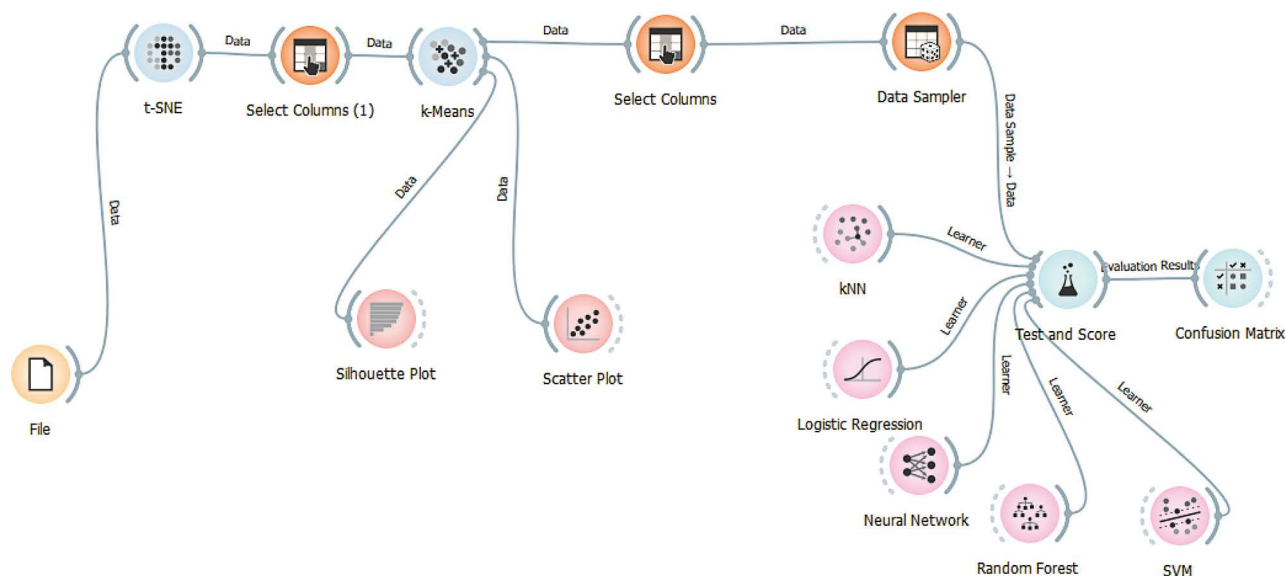 Data
Data
Data
Data
t-SNE
Select Columns (1)
k-Means
Select Columns
Data Sampler
Data
Data
Data
Data Sample → Data
File
Silhouette Plot
Scatter Plot
kNN
Learner
Evaluation Results
Test and Score
Confusion Matrix
Learner
Logistic Regression
Learner
Neural Network
Learner
Random Forest
Learner
SVM